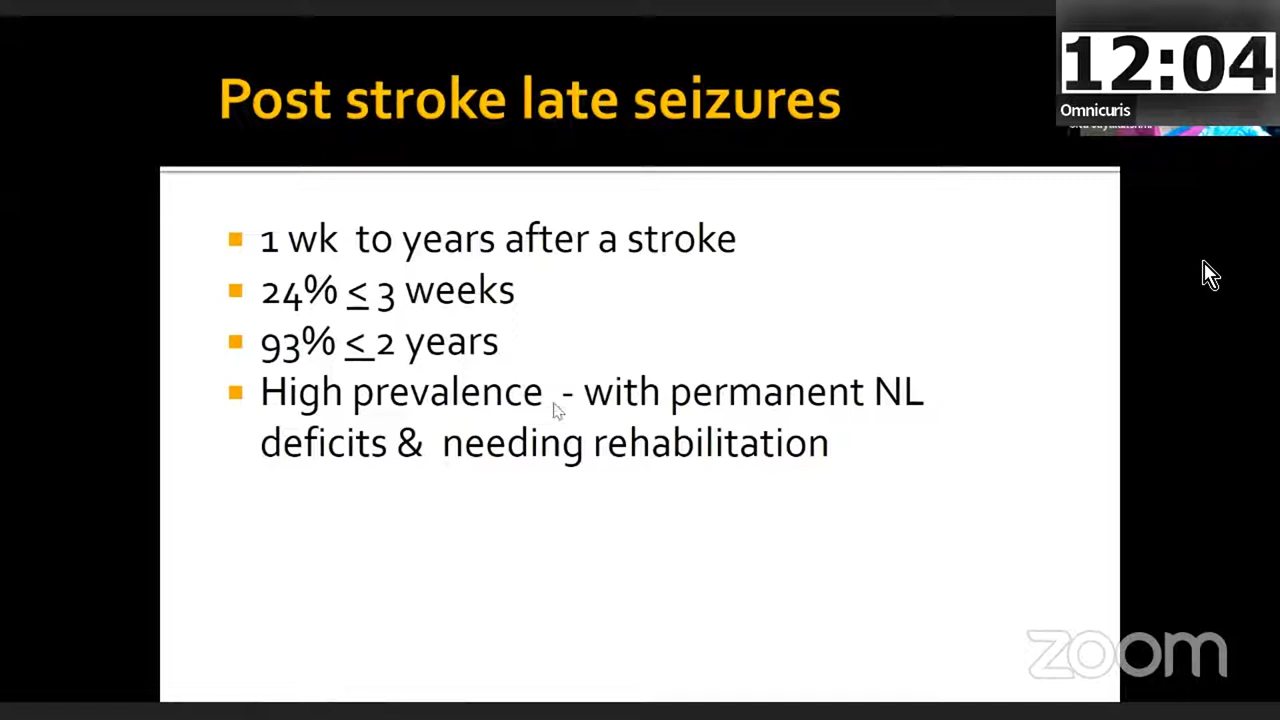 Post stroke late seizures
12:04
Omnicuris
1 wk to years after a stroke
24% ≤ 3 weeks
93% ≤ 2 years
High prevalence - with permanent NL
deficits & needing rehabilitation
zoom